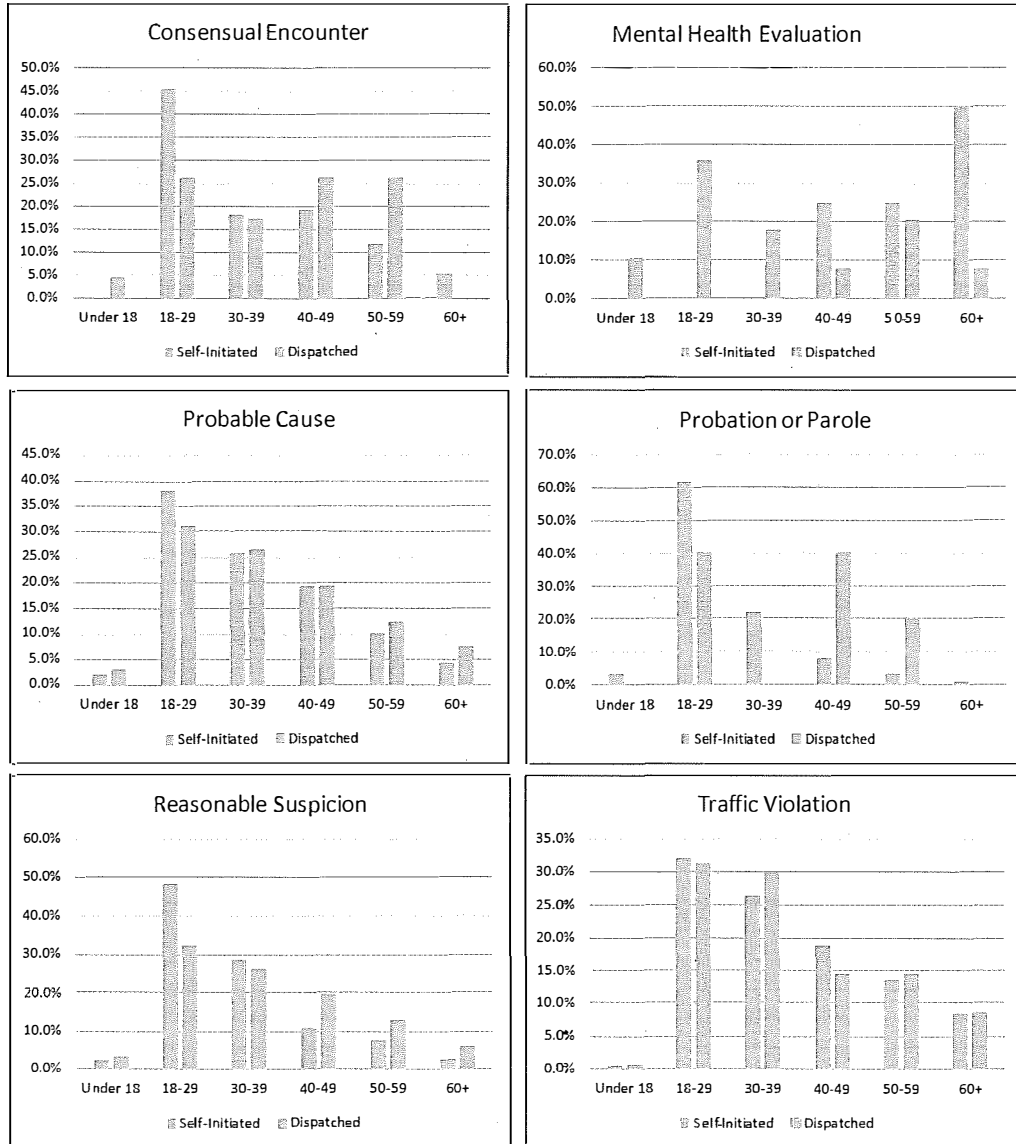 Consensual Encounter
50.0%
45.0%
40.0%
35.0%
30.0%
25.0%
20.0%
15.0%
10.0%
5.0%
0.0%
Under 18 18-29 30-39 40-49 50-59 60+
Self-Initiated Dispatched
Mental Health Evaluation
60.0%
50.0%
40.0%
30.0%
20.0%
10.0%
0.0%
Under 18 18-29 30-39 40-49 50-59 60+
Self-Initiated Dispatched
Probable Cause
45.0%
40.0%
35.0%
30.0%
25.0%
20.0%
15.0%
10.0%
5.0%
0.0%
Under 18 18-29 30-39 40-49 50-59 60+
Self-Initiated Dispatched
Probation or Parole
70.0%
60.0%
50.0%
40.0%
30.0%
20.0%
10.0%
0.0%
Under 18 18-29 30-39 40-49 50-59 60+
Self-Initiated Dispatched
Reasonable Suspicion
60.0%
50.0%
40.0%
30.0%
20.0%
10.0%
0.0%
Under 18 18-29 30-39 40-49 50-59 60+
Self-Initiated Dispatched
Traffic Violation
35.0%
30.0%
25.0%
20.0%
15.0%
10.0%
5.0%
0.0%
Under 18 18-29 30-39 40-49 50-59 60+
Self-Initiated Dispatched